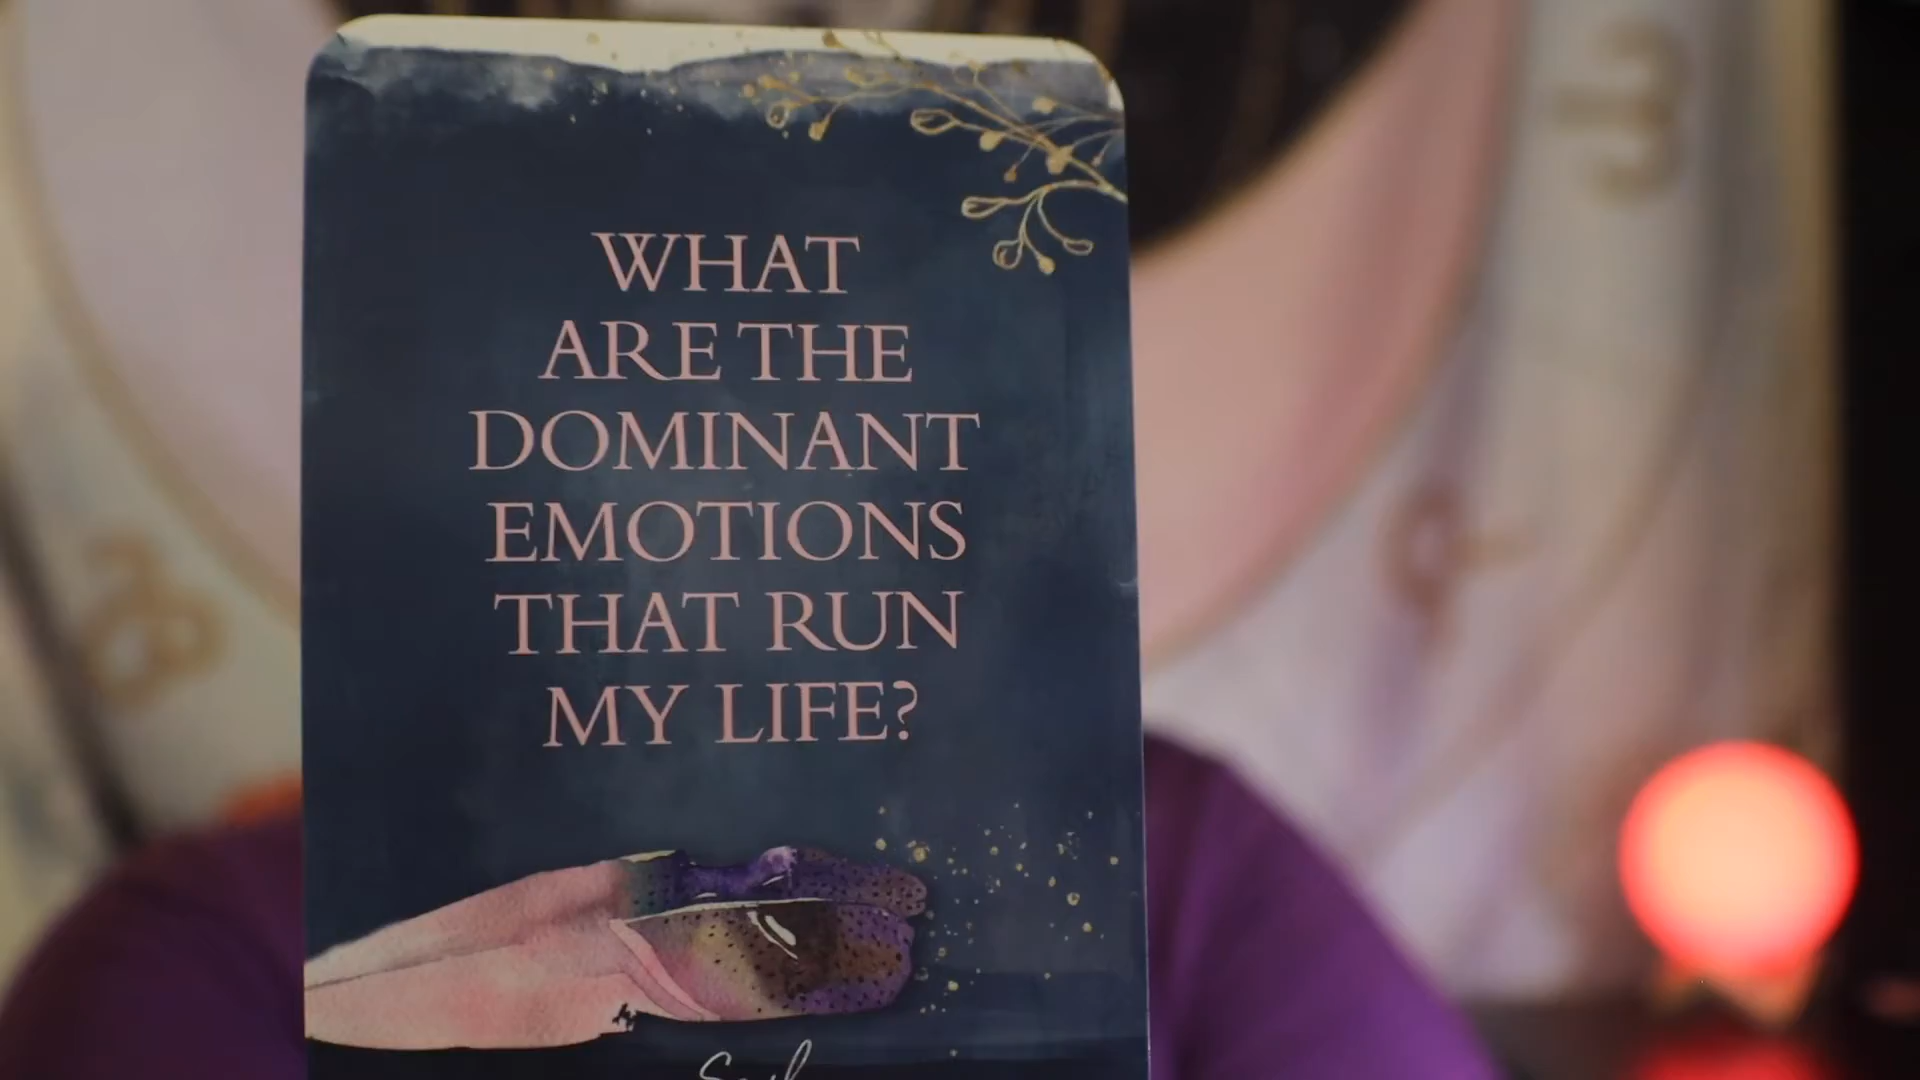 WHAT
ARE THE
DOMINANT
EMOTIONS
THAT RUN
MY LIFE?